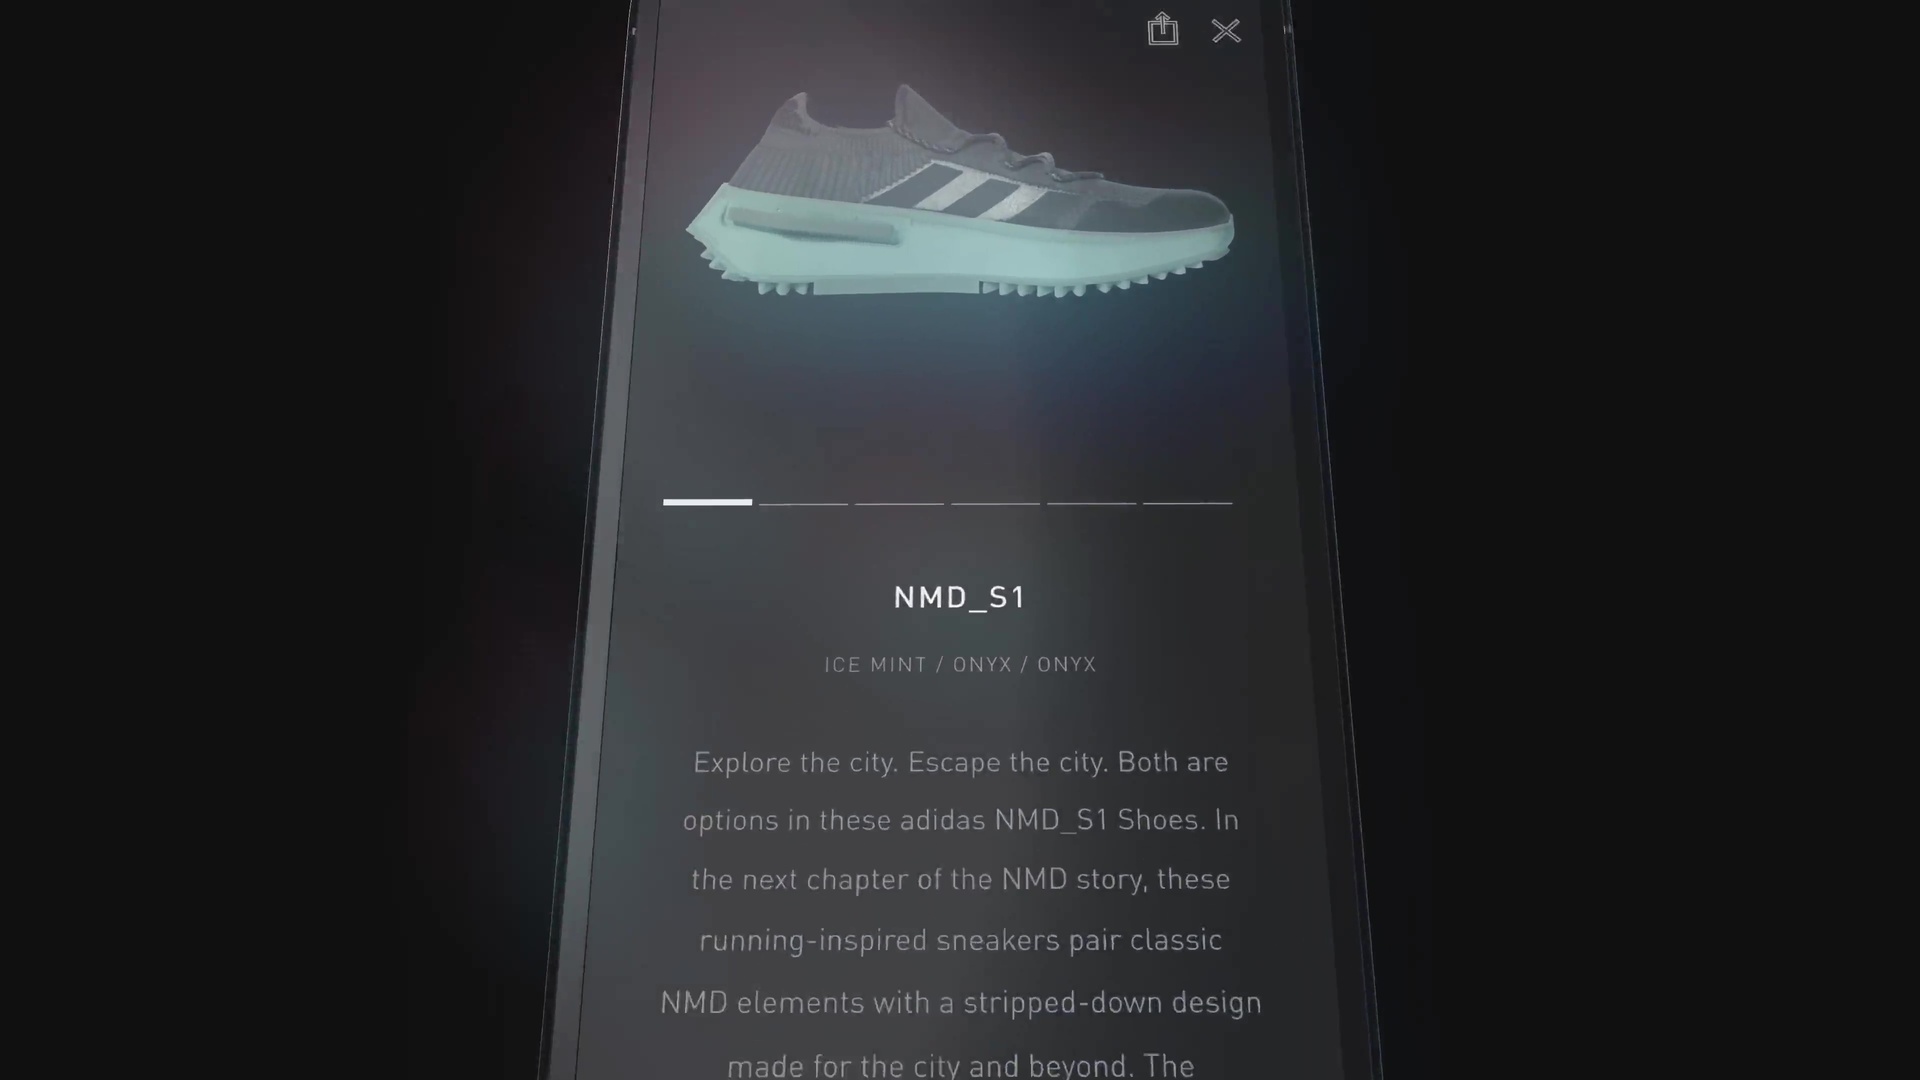 NMD_S1
ICE MINT / ONYX / ONYX
Explore the city. Escape the city. Both are
options in these adidas NMD_S1 Shoes. In
the next chapter of the NMD story, these
running-inspired sneakers pair classic
NMD elements with a stripped-down design
made for the city and beyond. The